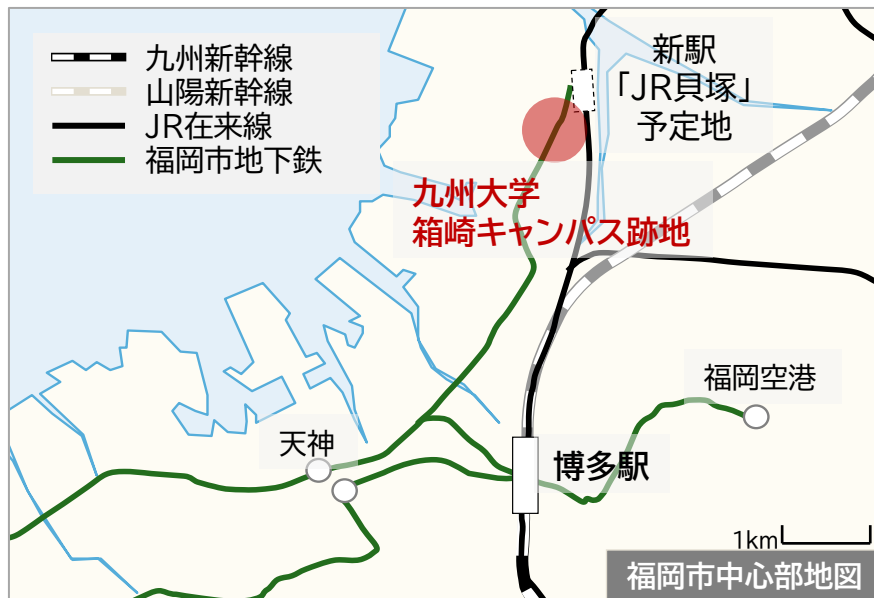 九州新幹線
山陽新幹線
JR在来線
福岡市地下鉄
新駅
「JR貝塚」
予定地
九州大学
箱崎キャンパス跡地
福岡空港
天神
博多駅
1km
福岡市中心部地図